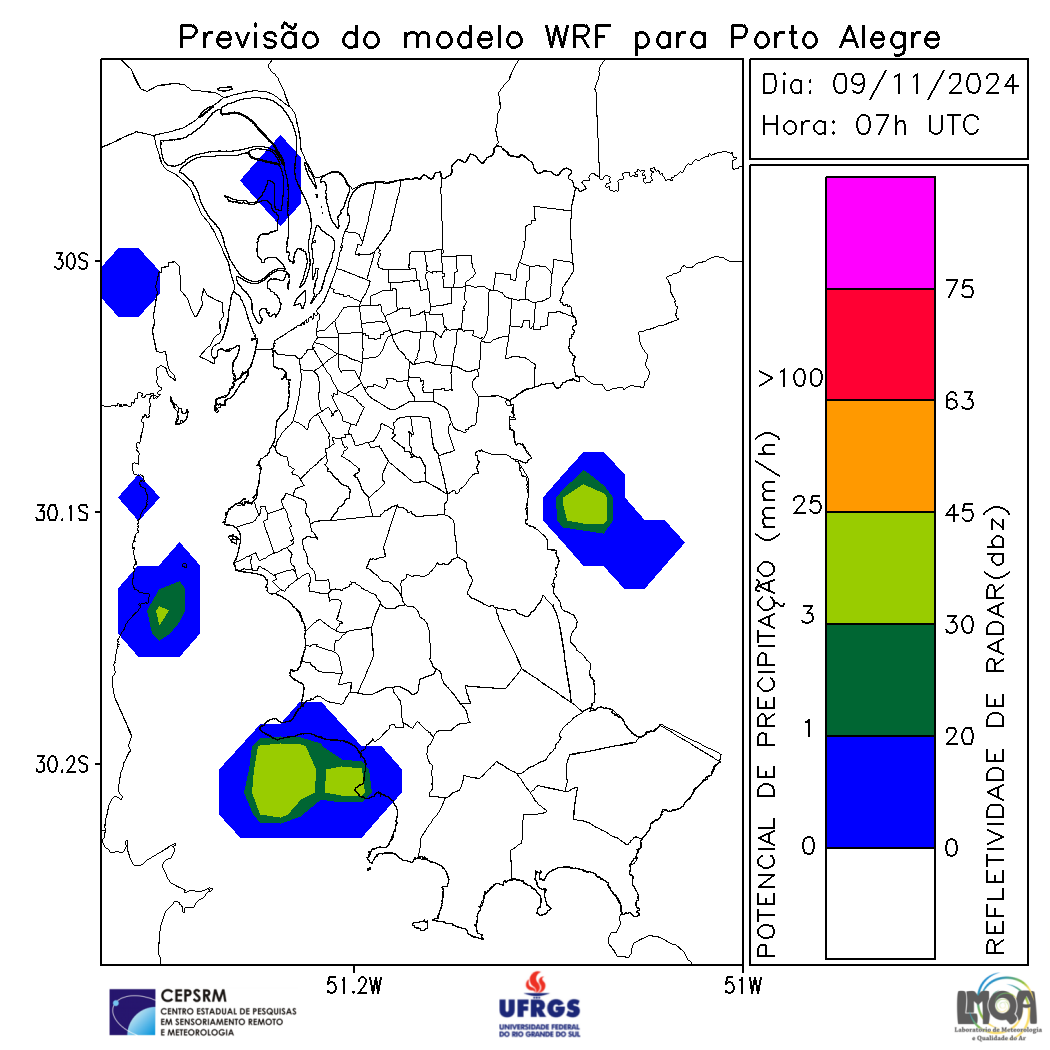 Previsão do modelo WRF para Porto Alegre
Dia: 09/11/2024
Hora: 07h UTC
30S
30.1S
30.2S
51.2W
51W
POTENCIAL DE PRECIPITAÇÃO (mm/h)
>100
25
3
1
0
75
63
45
30
20
0
REFLETIVIDADE DE RADAR(dbz)
CEPSRM
CENTRO ESTADUAL DE PESQUISAS
EM SENSORIAMENTO REMOTO
E METEOROLOGIA
UFRGS
UNIVERSIDADE FEDERAL
DO RIO GRANDE DO SUL
LMQA
Laboratório de Meteorologia
e Qualidade do Ar